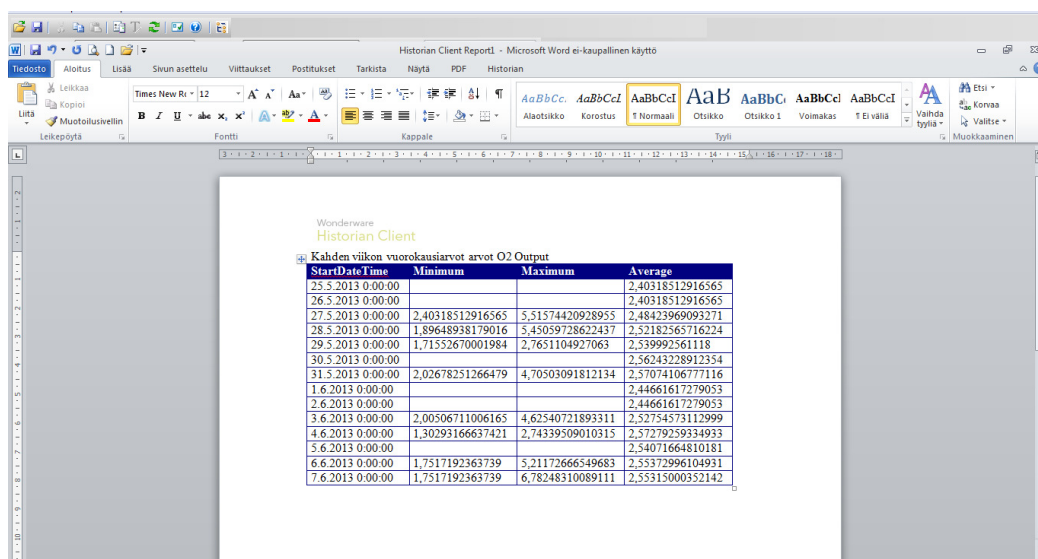 Historian Client Report1 - Microsoft Word ei-kaupallinen käyttö
Tiedosto Aloitus Lisää Sivun asettelu Viittaukset Postitukset Tarkista Näytä PDF Historian
Liitä
Leikkaa
Kopioi
Muotoilusivellin
Leikepöytä
Times New Rc 12
Fontti
Kappale
AaBbCc. AaBbCcI AaBbCcI AaB AaBbC AaBbCcl AaBbCcI
Alaotsikko Korostus ¶ Normaali Otsikko Otsikko 1 Voimakas ¶ Ei väliä
Tyyli
Vaihda
tyyliä
Etsi
Korvaa
Valitse
Muokkaaminen
Wonderware
Historian Client
Kahden viikon vuorokausiarvot arvot O2 Output
StartDateTime Minimum Maximum Average
25.5.2013 0:00:00 2,40318512916565
26.5.2013 0:00:00 2,40318512916565
27.5.2013 0:00:00 2,40318512916565 5,51574420928955 2,48423969093271
28.5.2013 0:00:00 1,89648938179016 5,45059728622437 2,52182565716224
29.5.2013 0:00:00 1,71552670001984 2,7651104927063 2,539992561118
30.5.2013 0:00:00 2,56243228912354
31.5.2013 0:00:00 2,02678251266479 4,70503091812134 2,57074106777116
1.6.2013 0:00:00 2,44661617279053
2.6.2013 0:00:00 2,44661617279053
3.6.2013 0:00:00 2,00506711006165 4,62540721893311 2,52754573112999
4.6.2013 0:00:00 1,30293166637421 2,74339509010315 2,57279259334933
5.6.2013 0:00:00 2,54071664810181
6.6.2013 0:00:00 1,7517192363739 5,21172666549683 2,55372996104931
7.6.2013 0:00:00 1,7517192363739 6,78248310089111 2,55315000352142